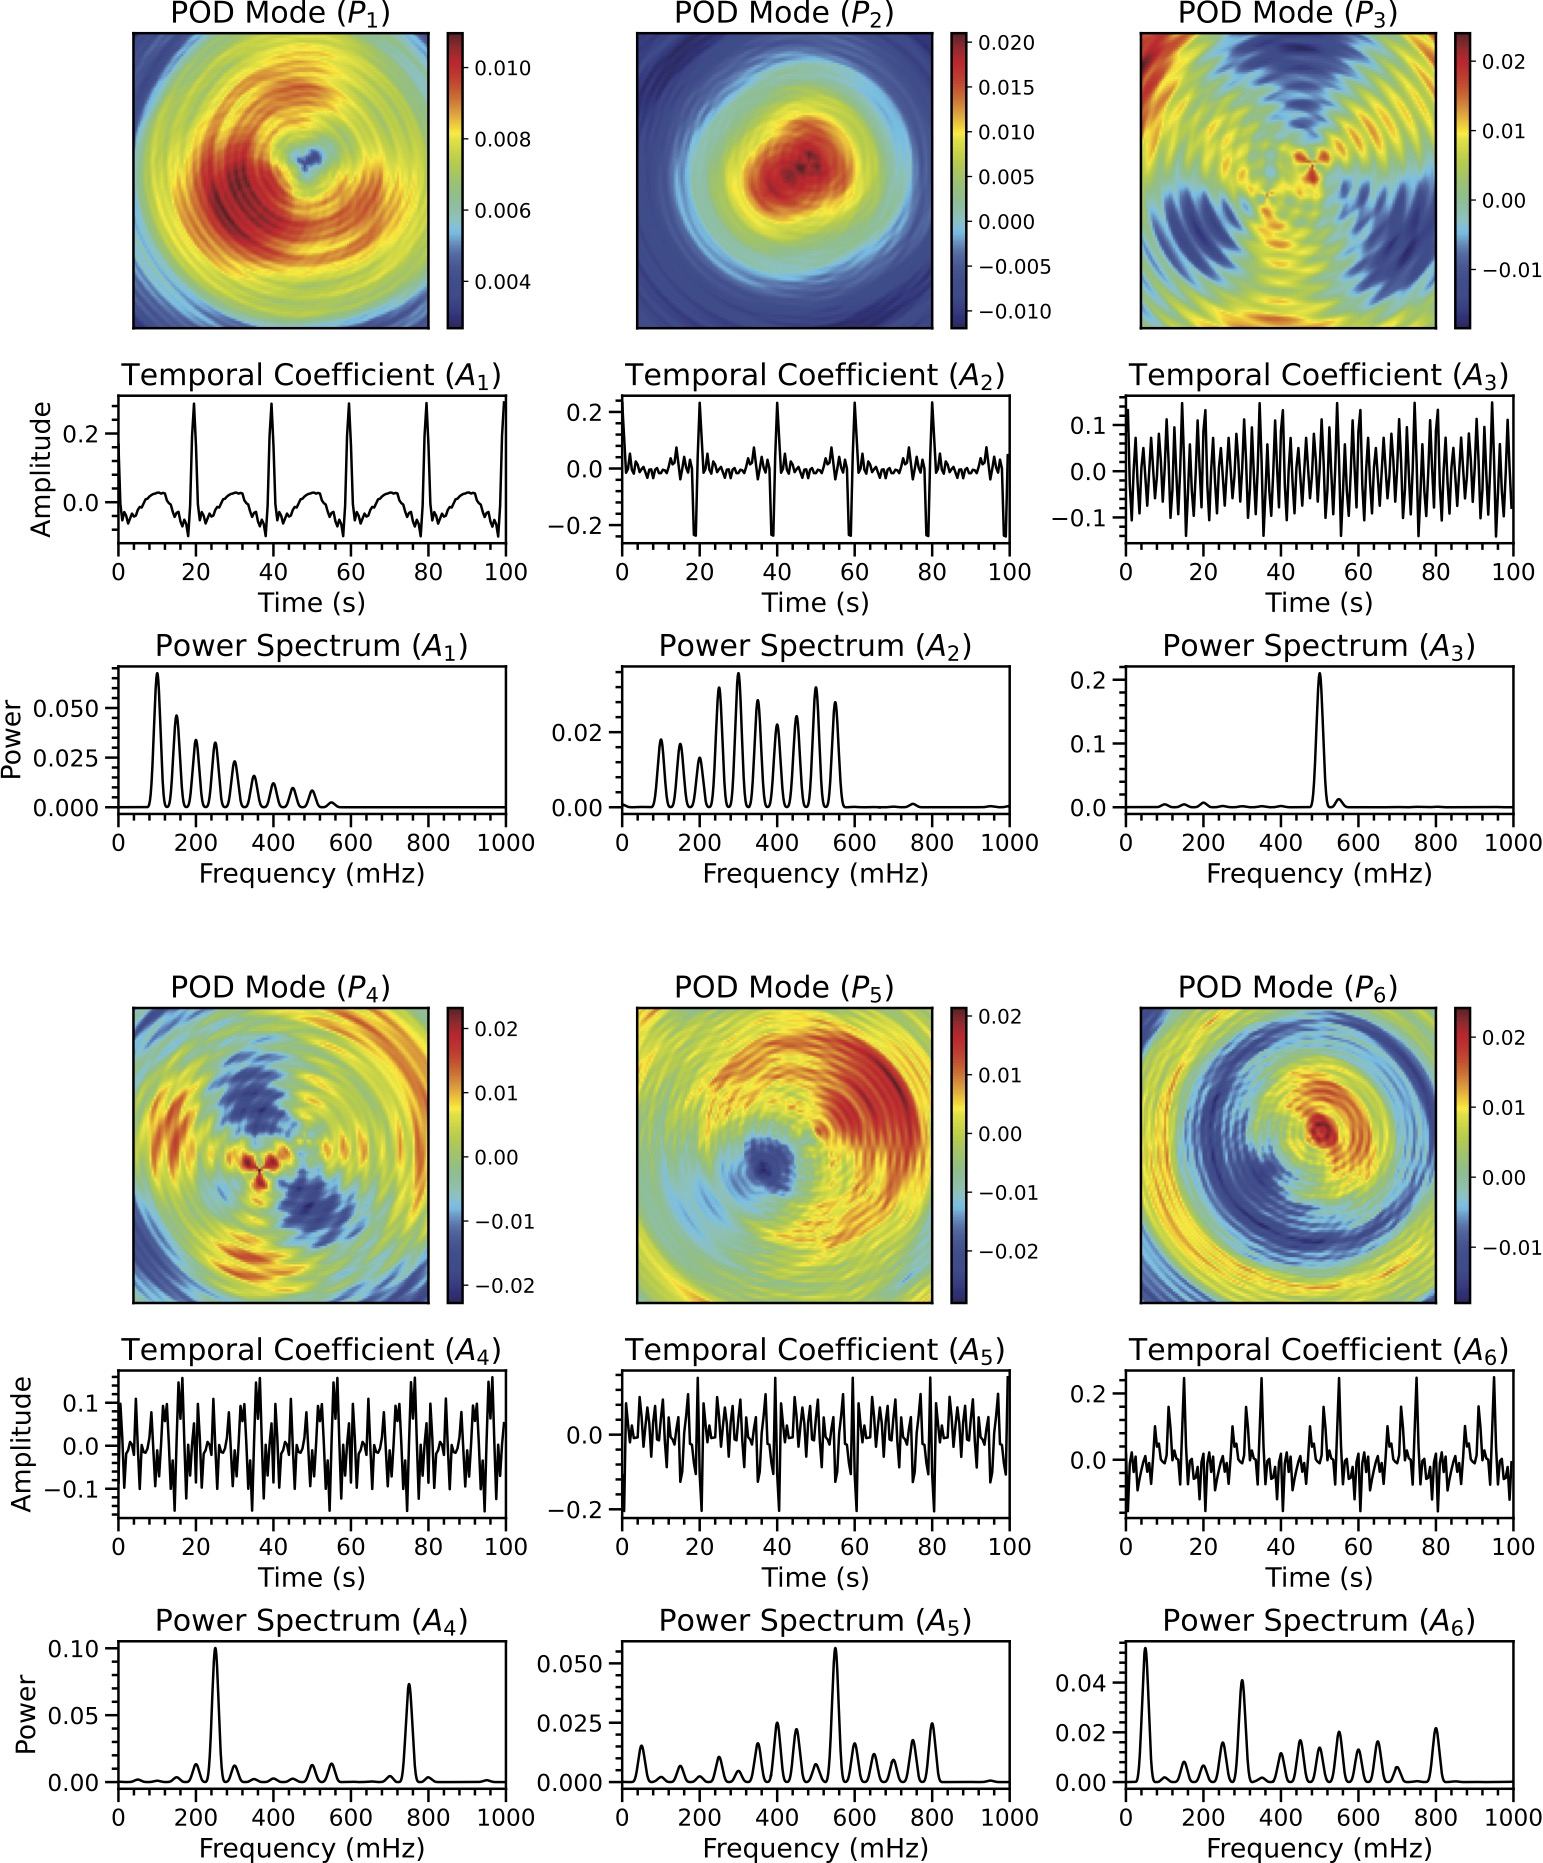 POD Mode (P1) POD Mode (P2) POD Mode (P3)
0.010 0.008 0.006 0.004
0.020 0.015 0.010 0.005 0.000 −0.005 −0.010
0.02 0.01 0.00 −0.01
Temporal Coefficient (A1) Temporal Coefficient (A2) Temporal Coefficient (A3)
Amplitude
0.2 0.0
0.2 0.0 −0.2
0.1 0.0 −0.1
0 20 40 60 80 100 0 20 40 60 80 100 0 20 40 60 80 100
Time (s) Time (s) Time (s)
Power Spectrum (A1) Power Spectrum (A2) Power Spectrum (A3)
Power
0.050 0.025 0.000
0.02 0.00
0.2 0.1 0.0
0 200 400 600 800 1000 0 200 400 600 800 1000 0 200 400 600 800 1000
Frequency (mHz) Frequency (mHz) Frequency (mHz)
POD Mode (P4) POD Mode (P5) POD Mode (P6)
0.02 0.01 0.00 −0.01 −0.02
0.02 0.01 0.00 −0.01 −0.02
0.02 0.01 0.00 −0.01
Temporal Coefficient (A4) Temporal Coefficient (A5) Temporal Coefficient (A6)
Amplitude
0.1 0.0 −0.1
0.0 −0.2
0.2 0.0
0 20 40 60 80 100 0 20 40 60 80 100 0 20 40 60 80 100
Time (s) Time (s) Time (s)
Power Spectrum (A4) Power Spectrum (A5) Power Spectrum (A6)
Power
0.10 0.05 0.00
0.050 0.025 0.000
0.04 0.02 0.00
0 200 400 600 800 1000 0 200 400 600 800 1000 0 200 400 600 800 1000
Frequency (mHz) Frequency (mHz) Frequency (mHz)